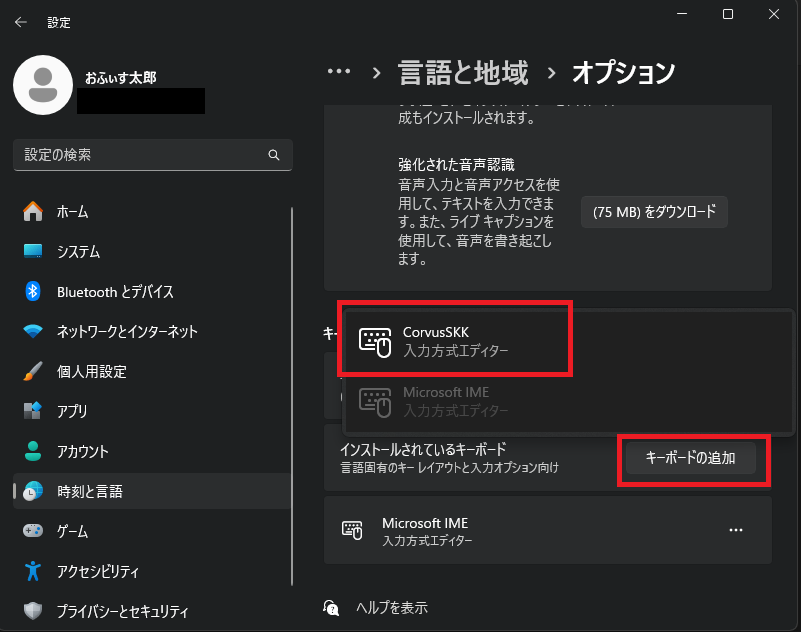 設定
おふぃす太郎
設定の検索
ホーム
システム
Bluetooth とデバイス
ネットワークとインターネット
個人用設定
アプリ
アカウント
時刻と言語
ゲーム
アクセシビリティ
プライバシーとセキュリティ
… › 言語と地域 › オプション
成もインストールされます。
強化された音声認識
音声入力と音声アクセスを使
用して、テキストを入力できま
す。また、ライブ キャプションを
使用して、音声を書き起こし
ます。
(75 MB) をダウンロード
キー
CorvusSKK
入力方式エディター
Microsoft IME
入力方式エディター
インストールされているキーボード
言語固有のキー レイアウトと入力オプション向け
キーボードの追加
Microsoft IME
入力方式エディター
ヘルプを表示